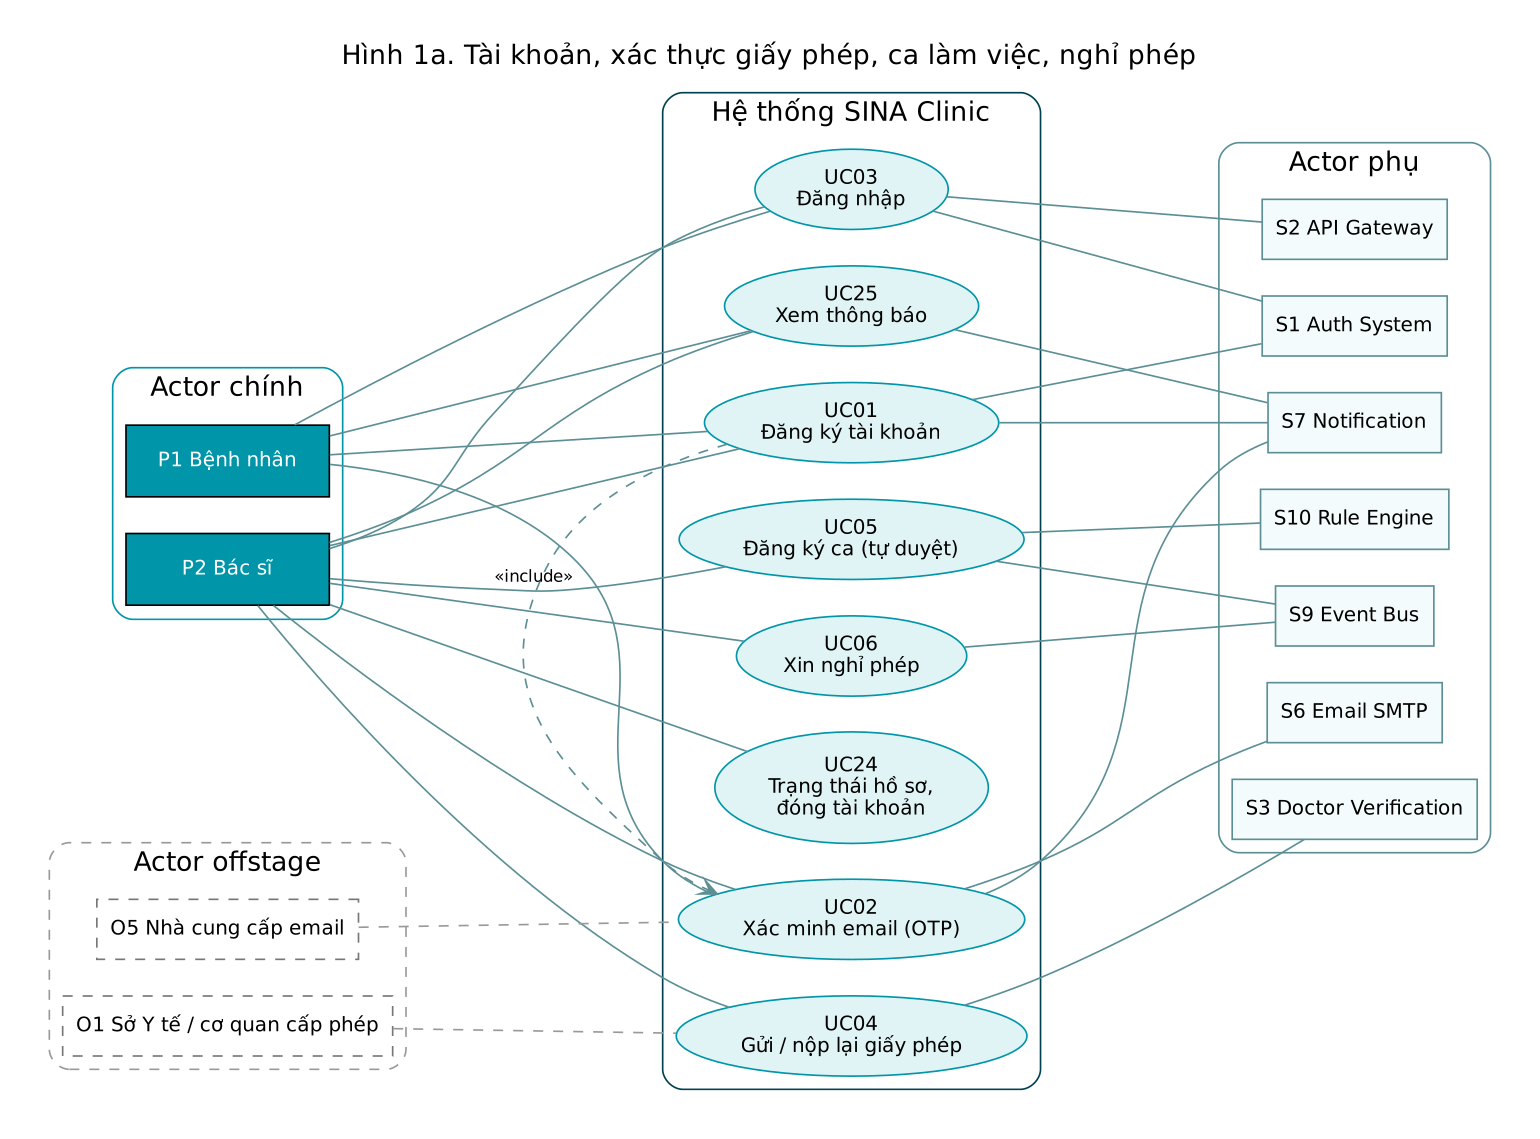 Hình 1a. Tài khoản, xác thực giấy phép, ca làm việc, nghỉ phép
Actor chính
P1 Bệnh nhân
P2 Bác sĩ
Actor offstage
O5 Nhà cung cấp email
O1 Sở Y tế / cơ quan cấp phép
«include»
Hệ thống SINA Clinic
UC03
Đăng nhập
UC25
Xem thông báo
UC01
Đăng ký tài khoản
UC05
Đăng ký ca (tự duyệt)
UC06
Xin nghỉ phép
UC24
Trạng thái hồ sơ,
đóng tài khoản
UC02
Xác minh email (OTP)
UC04
Gửi / nộp lại giấy phép
Actor phụ
S2 API Gateway
S1 Auth System
S7 Notification
S10 Rule Engine
S9 Event Bus
S6 Email SMTP
S3 Doctor Verification